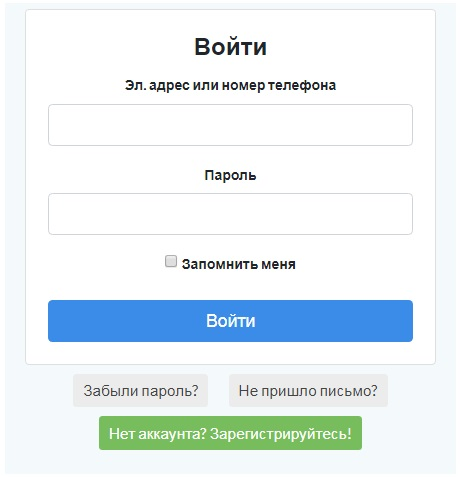 Войти
Эл. адрес или номер телефона
Пароль
Запомнить меня
Войти
Забыли пароль? Не пришло письмо?
Нет аккаунта? Зарегистрируйтесь!